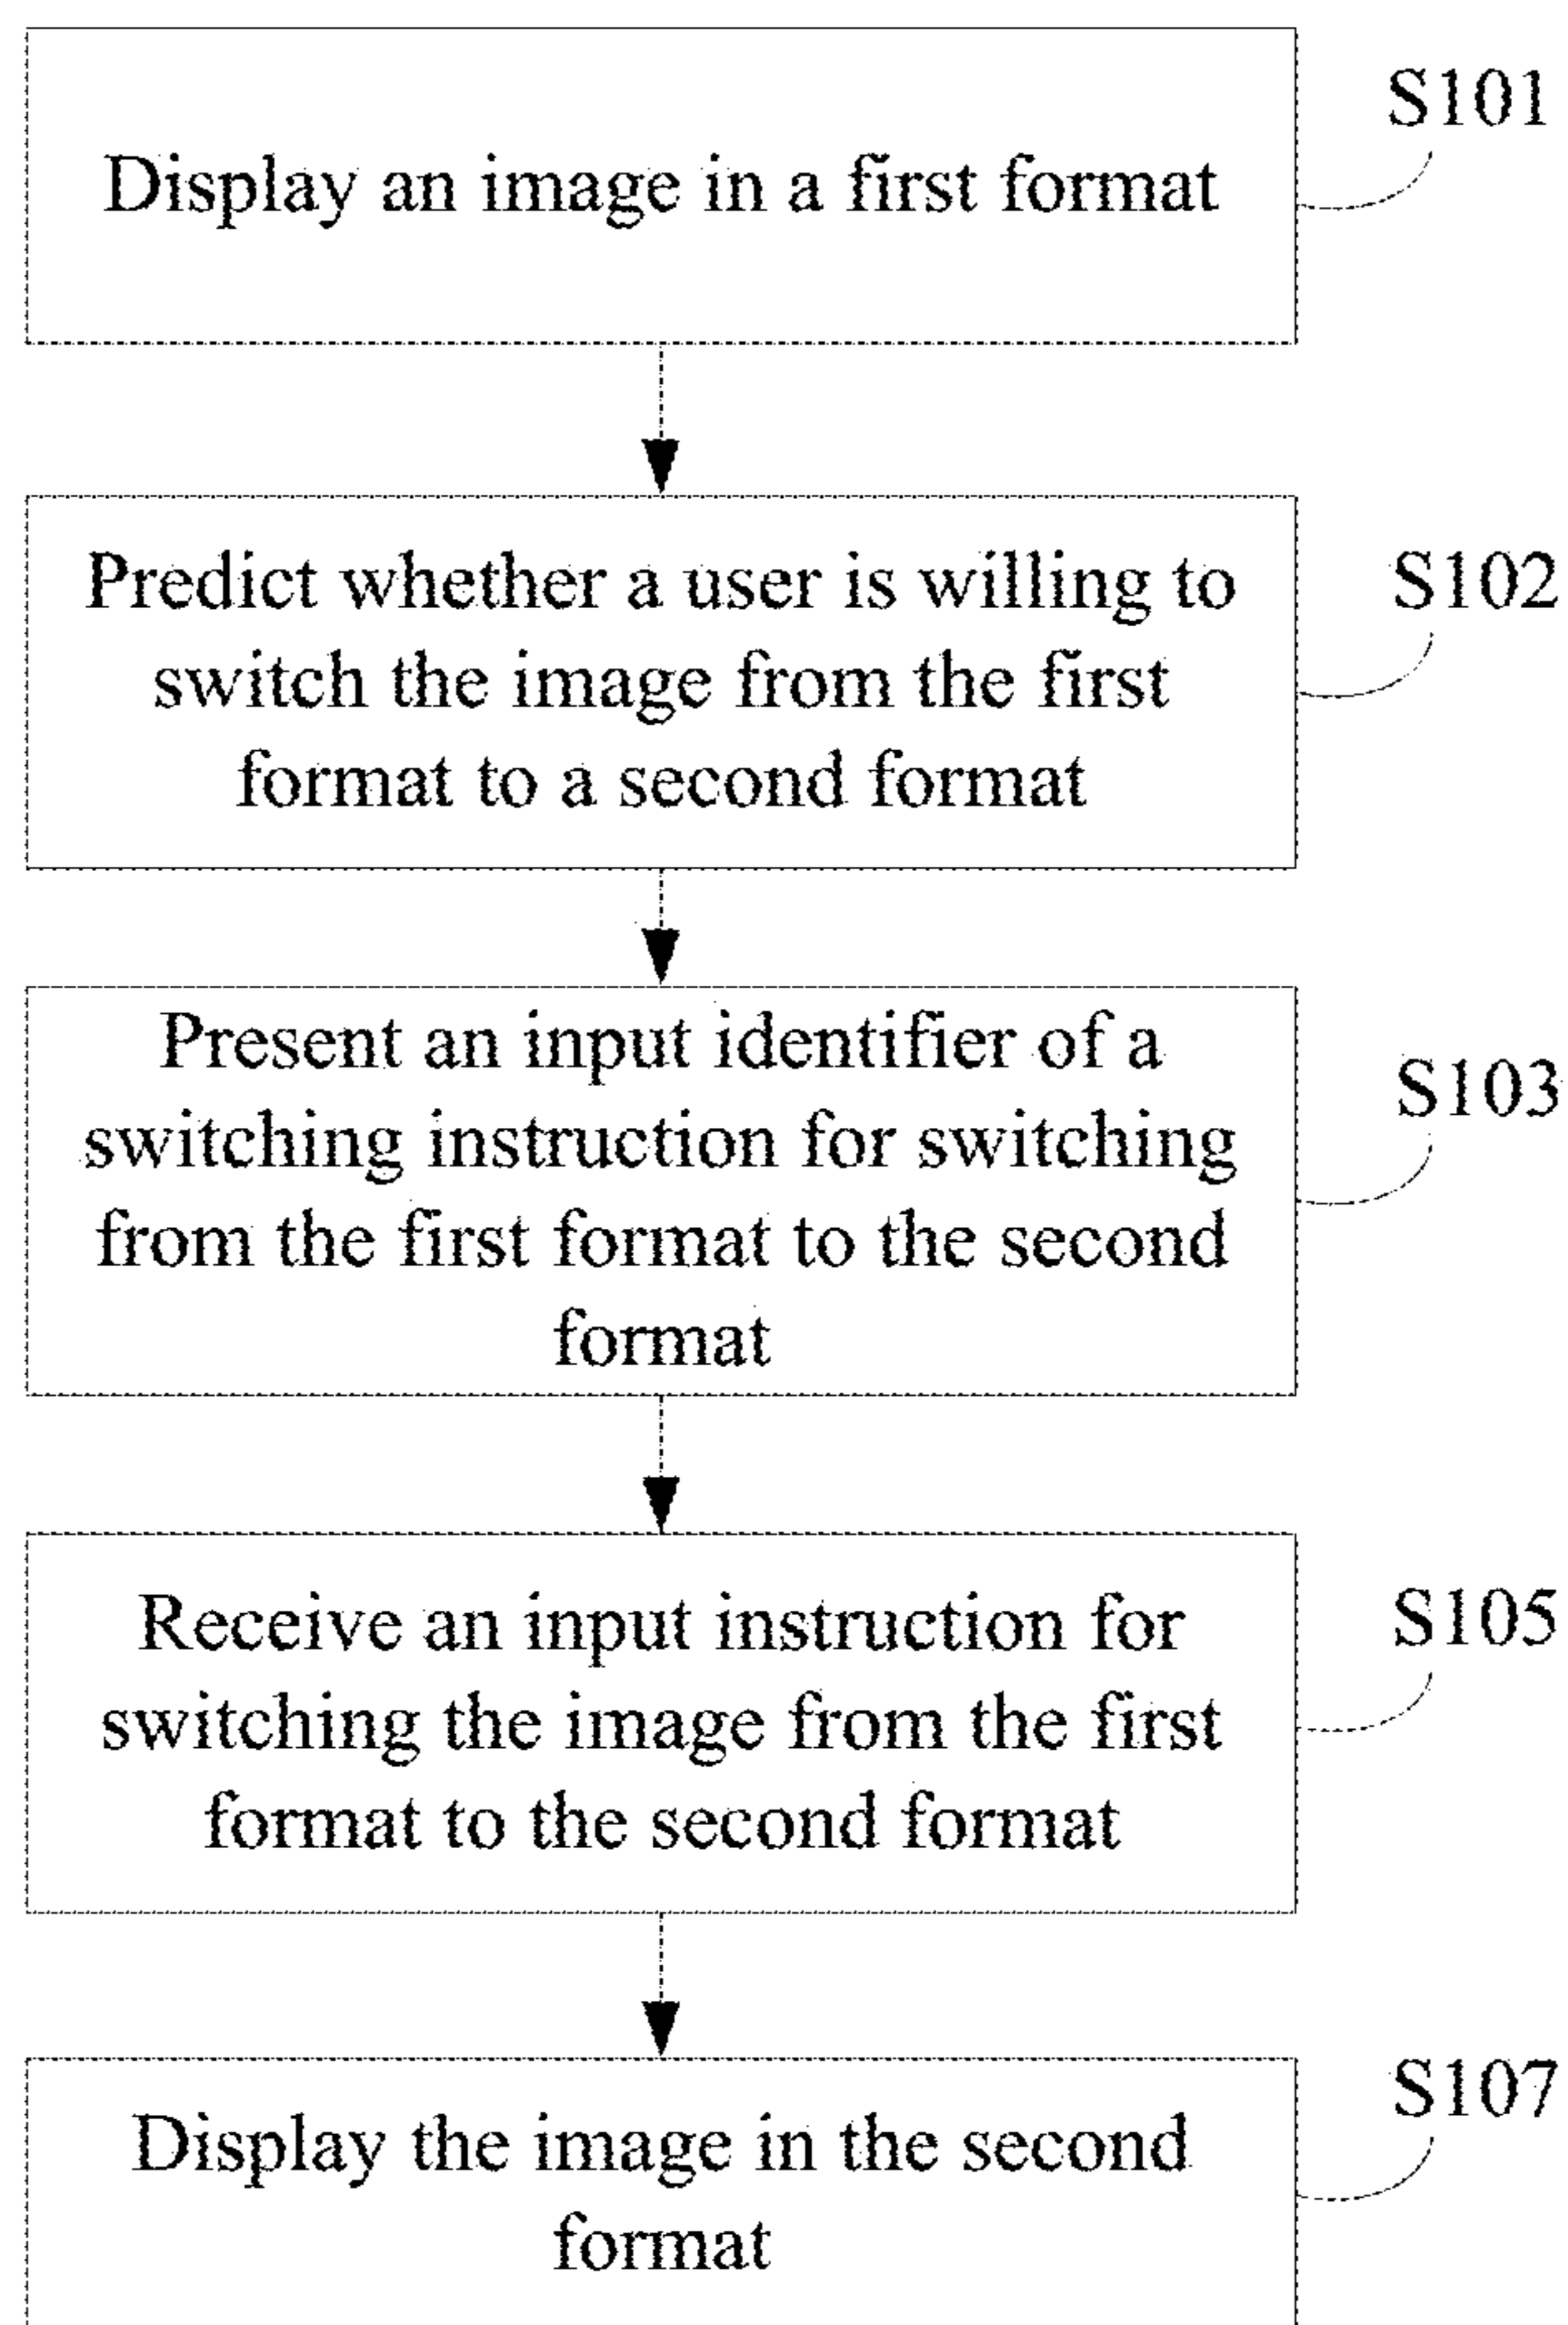 S101
Display an image in a first format
Predict whether a user is willing to
S102
switch the image from the first
format to a second format
Present an input identifier of a
S103
switching instruction for switching
from the first format to the second
format
Receive an input instruction for
S105
switching the image from the first
format to the second format
S107
Display the image in the second
format